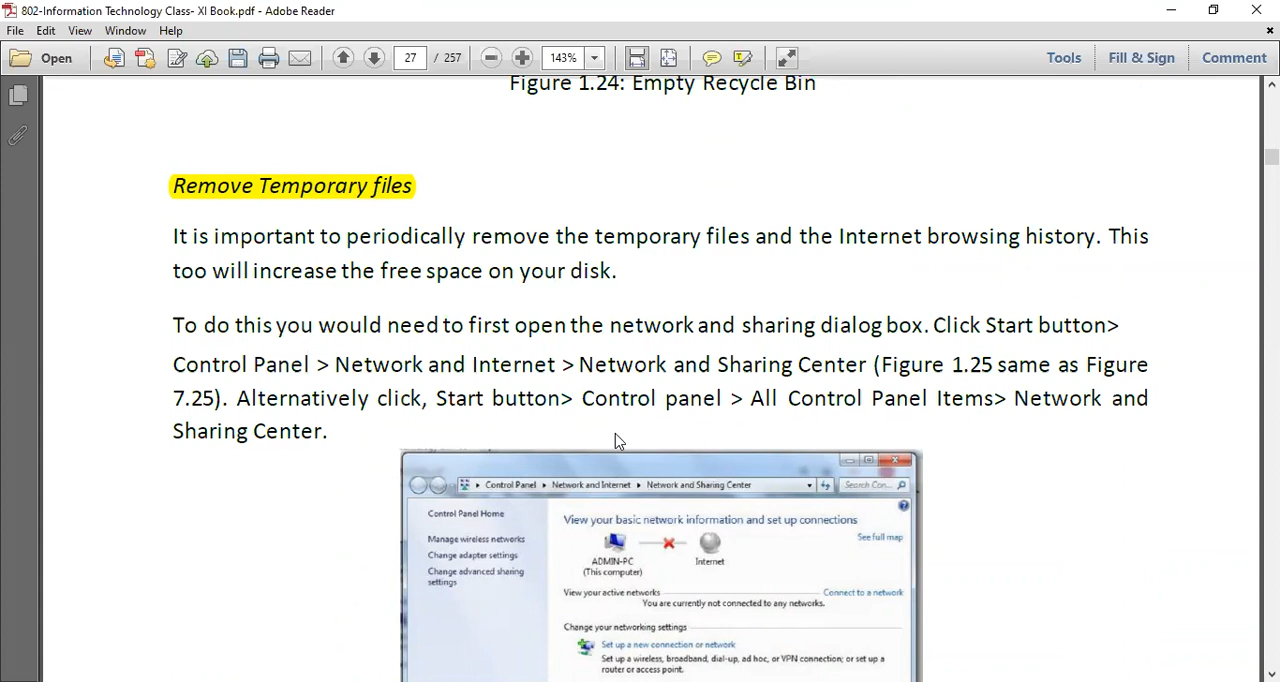 802-Information Technology Class- XI Book.pdf - Adobe Reader
File Edit View Window Help
Open 27 / 257 143% Tools Fill & Sign Comment
Figure 1.24: Empty Recycle Bin
Remove Temporary files
It is important to periodically remove the temporary files and the Internet browsing history. This
too will increase the free space on your disk.
To do this you would need to first open the network and sharing dialog box. Click Start button>
Control Panel > Network and Internet > Network and Sharing Center (Figure 1.25 same as Figure
7.25). Alternatively click, Start button> Control panel > All Control Panel Items> Network and
Sharing Center.
Control Panel Network and Internet Network and Sharing Center Search Con...
Control Panel Home
Manage wireless networks
Change adapter settings
Change advanced sharing
settings
View your basic network information and set up connections
See full map
ADMIN-PC
(This computer)
Internet
View your active networks
Connect to a network
You are currently not connected to any networks.
Change your networking settings
Set up a new connection or network
Set up a wireless, broadband, dial-up, ad hoc, or VPN connection; or set up a
router or access point.